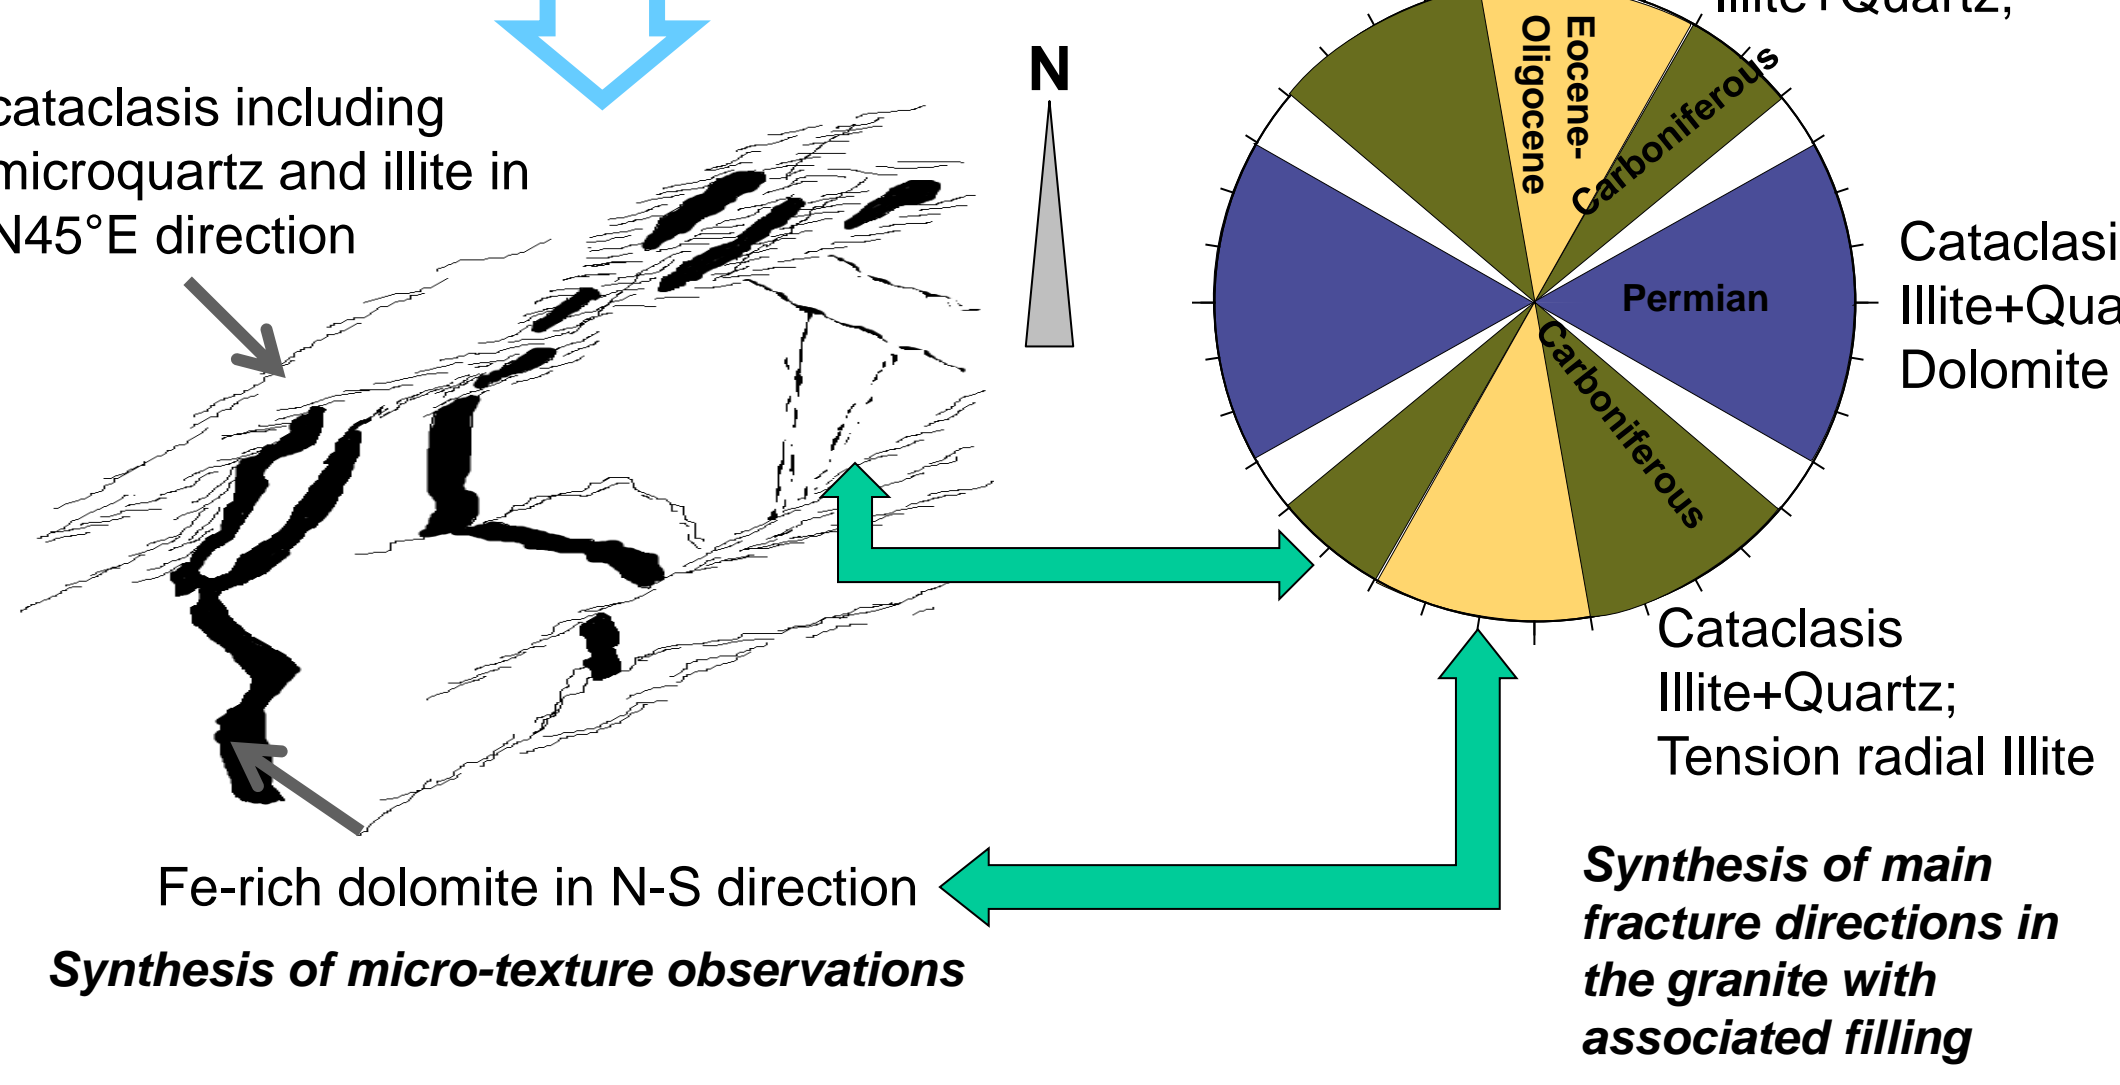 Illite+Quartz;
N
cataclasis including
microquartz and illite in
N45°E direction
Eocene-
Oligocene
Carboniferous
Permian
Carboniferous
Cataclasi
Illite+Qua
Dolomite
Cataclasis
Illite+Quartz;
Tension radial Illite
Fe-rich dolomite in N-S direction
Synthesis of micro-texture observations
Synthesis of main
fracture directions in
the granite with
associated filling